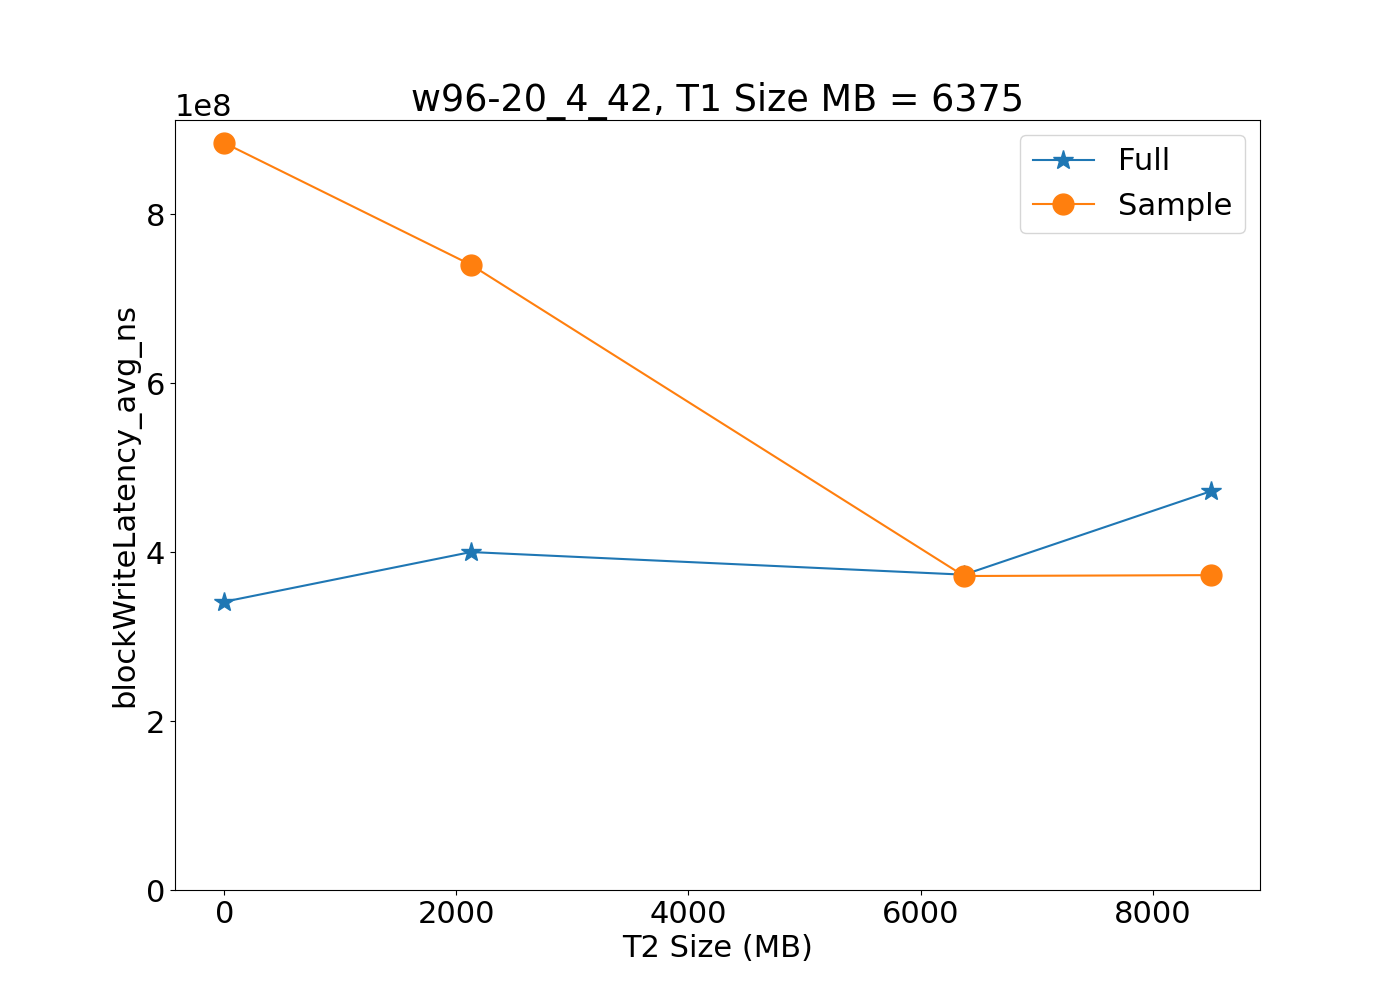 w96-20_4_42, T1 Size MB = 6375
1e8
Full
Sample
8
6
4
2
0
blockWriteLatency_avg_ns
0 2000 4000 6000 8000
T2 Size (MB)